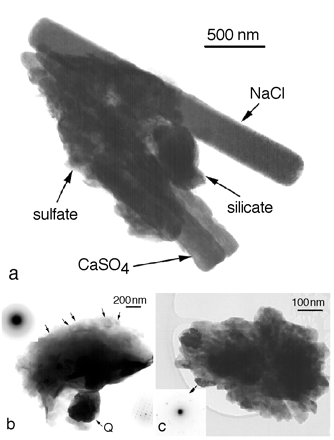 500 nm
NaCl
sulfate
silicate
CaSO4
a
200nm
100nm
b
Q
c